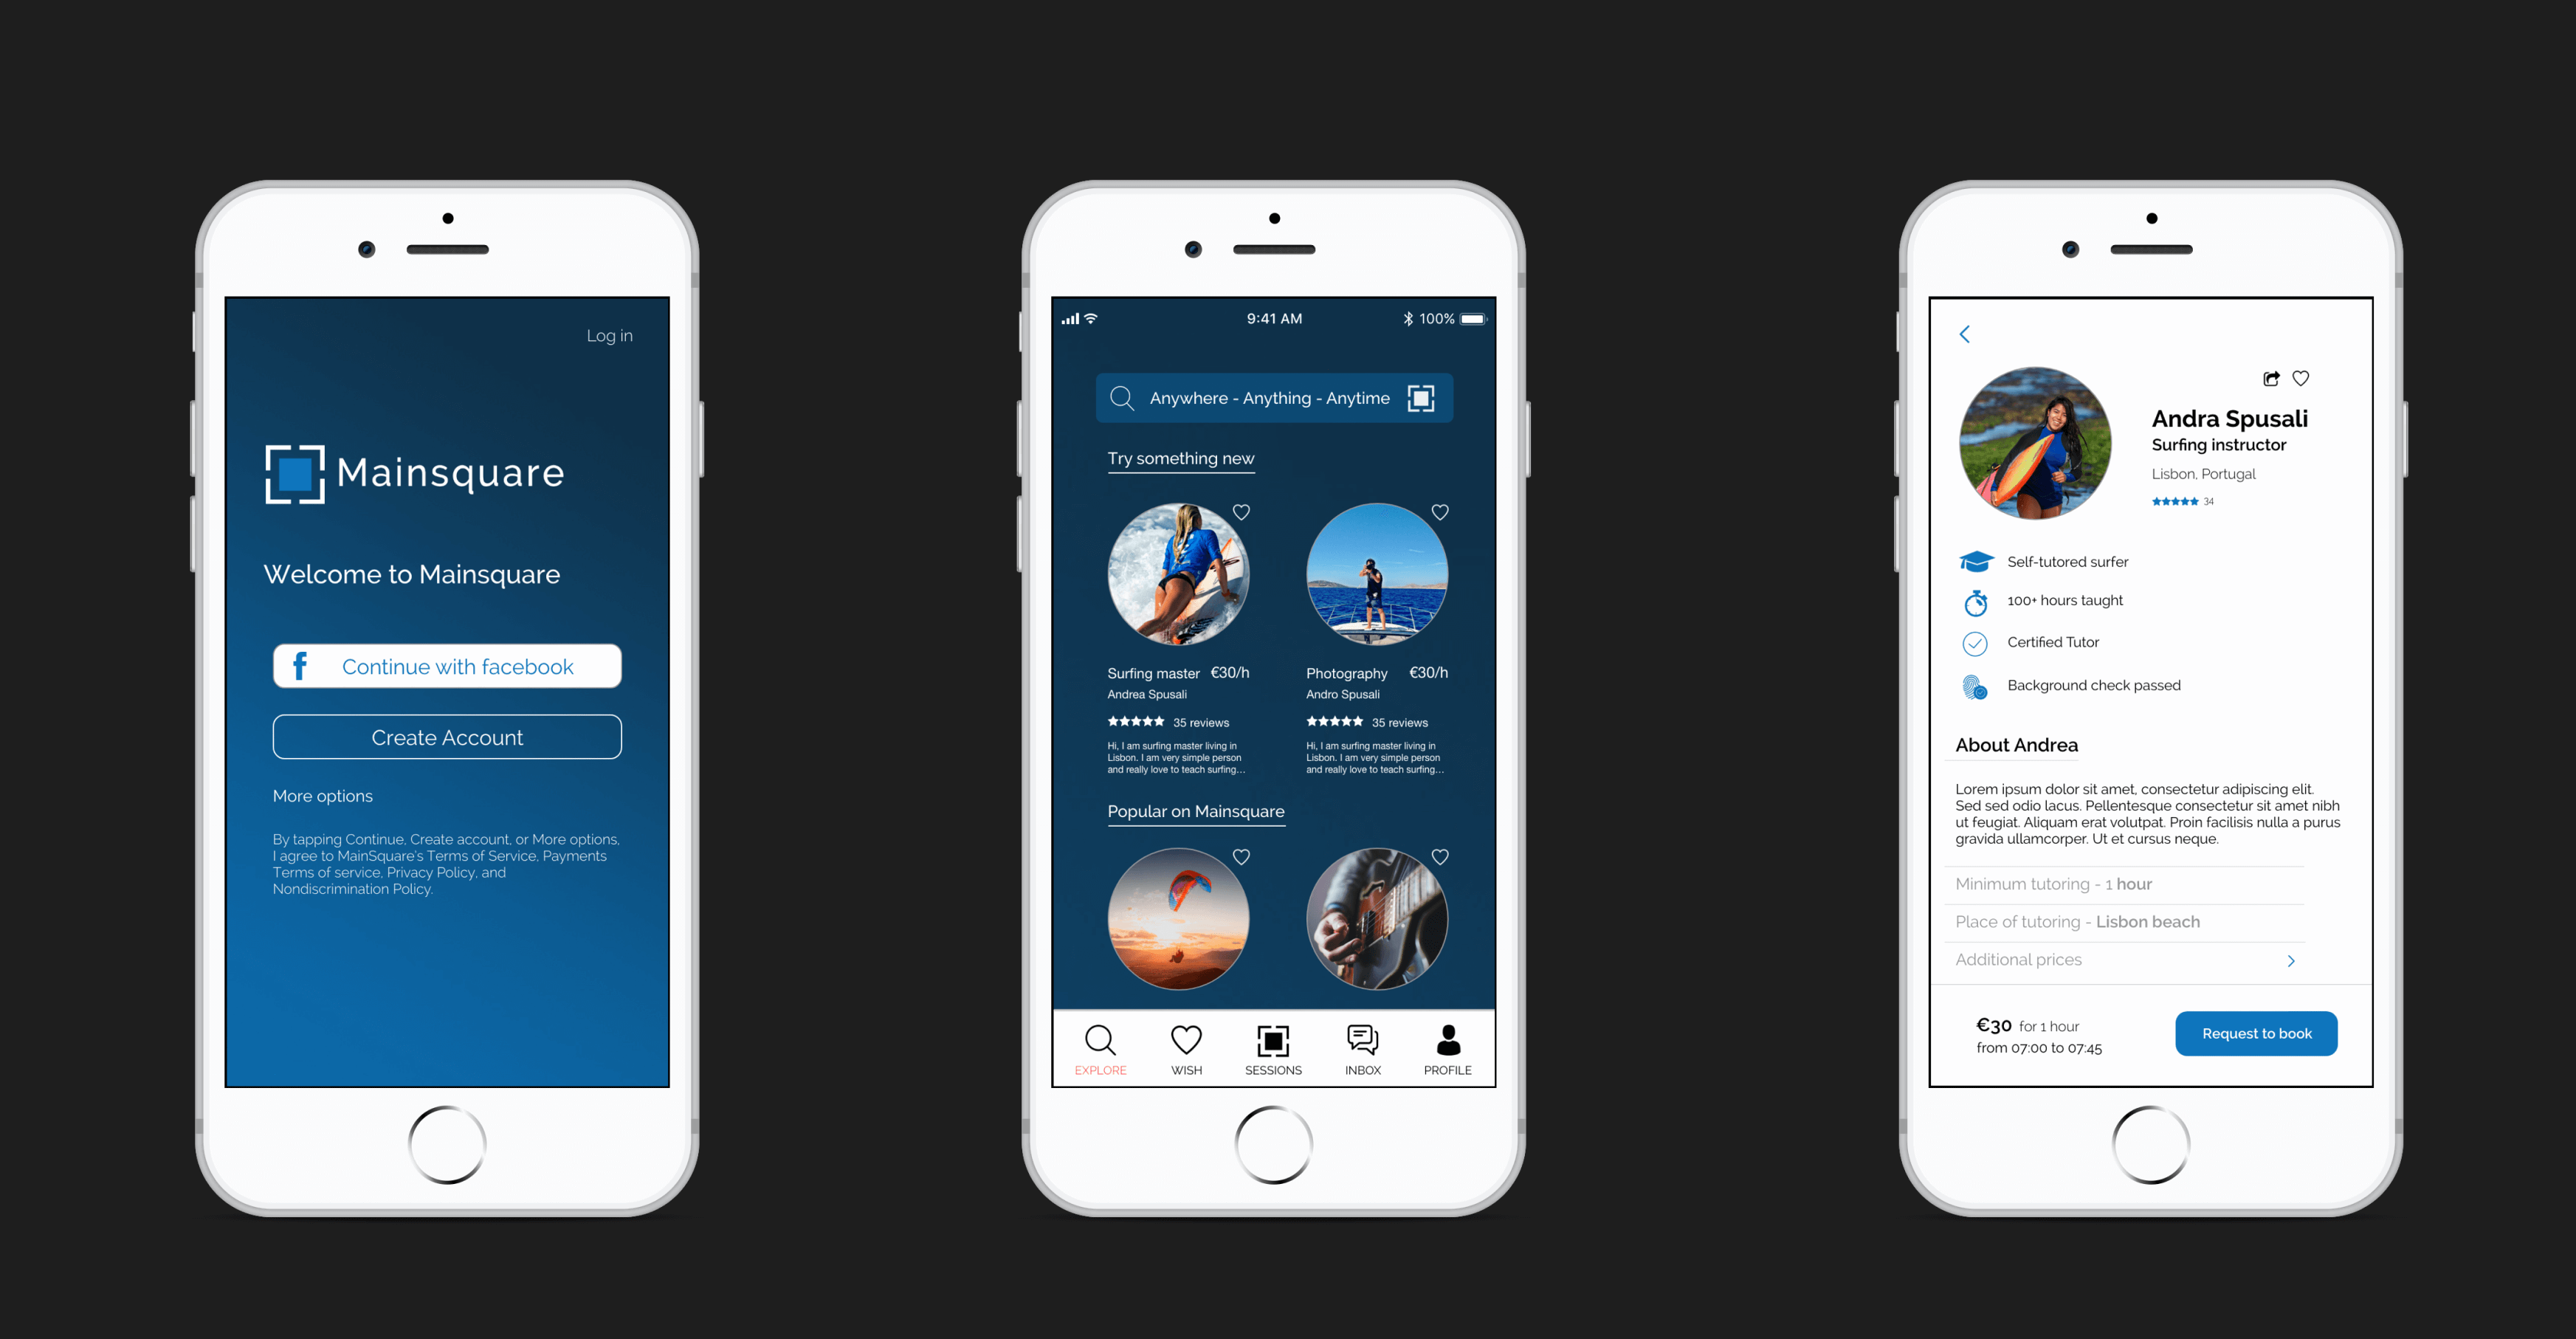 Log in
Mainsquare
Welcome to Mainsquare
f Continue with facebook
Create Account
More options
By tapping Continue, Create account, or More options,
I agree to MainSquare's Terms of Service, Payments
Terms of service, Privacy Policy, and
Nondiscrimination Policy.
9:41 AM 100%
Anywhere - Anything - Anytime
Try something new
Surfing master €30/h
Andrea Spusali
35 reviews
Hi, I am surfing master living in
Lisbon. I am very simple person
and really love to teach surfing...
Photography €30/h
Andro Spusali
35 reviews
Hi, I am surfing master living in
Lisbon. I am very simple person
and really love to teach surfing...
Popular on Mainsquare
EXPLORE WISH SESSIONS INBOX PROFILE
Andra Spusali
Surfing instructor
Lisbon, Portugal
34
Self-tutored surfer
100+ hours taught
Certified Tutor
Background check passed
About Andrea
Lorem ipsum dolor sit amet, consectetur adipiscing elit.
Sed sed odio lacus. Pellentesque consectetur sit amet nibh
ut feugiat. Aliquam erat volutpat. Proin facilisis nulla a purus
gravida ullamcorper. Ut et cursus neque.
Minimum tutoring - 1 hour
Place of tutoring - Lisbon beach
Additional prices
€30 for 1 hour
from 07:00 to 07:45
Request to book